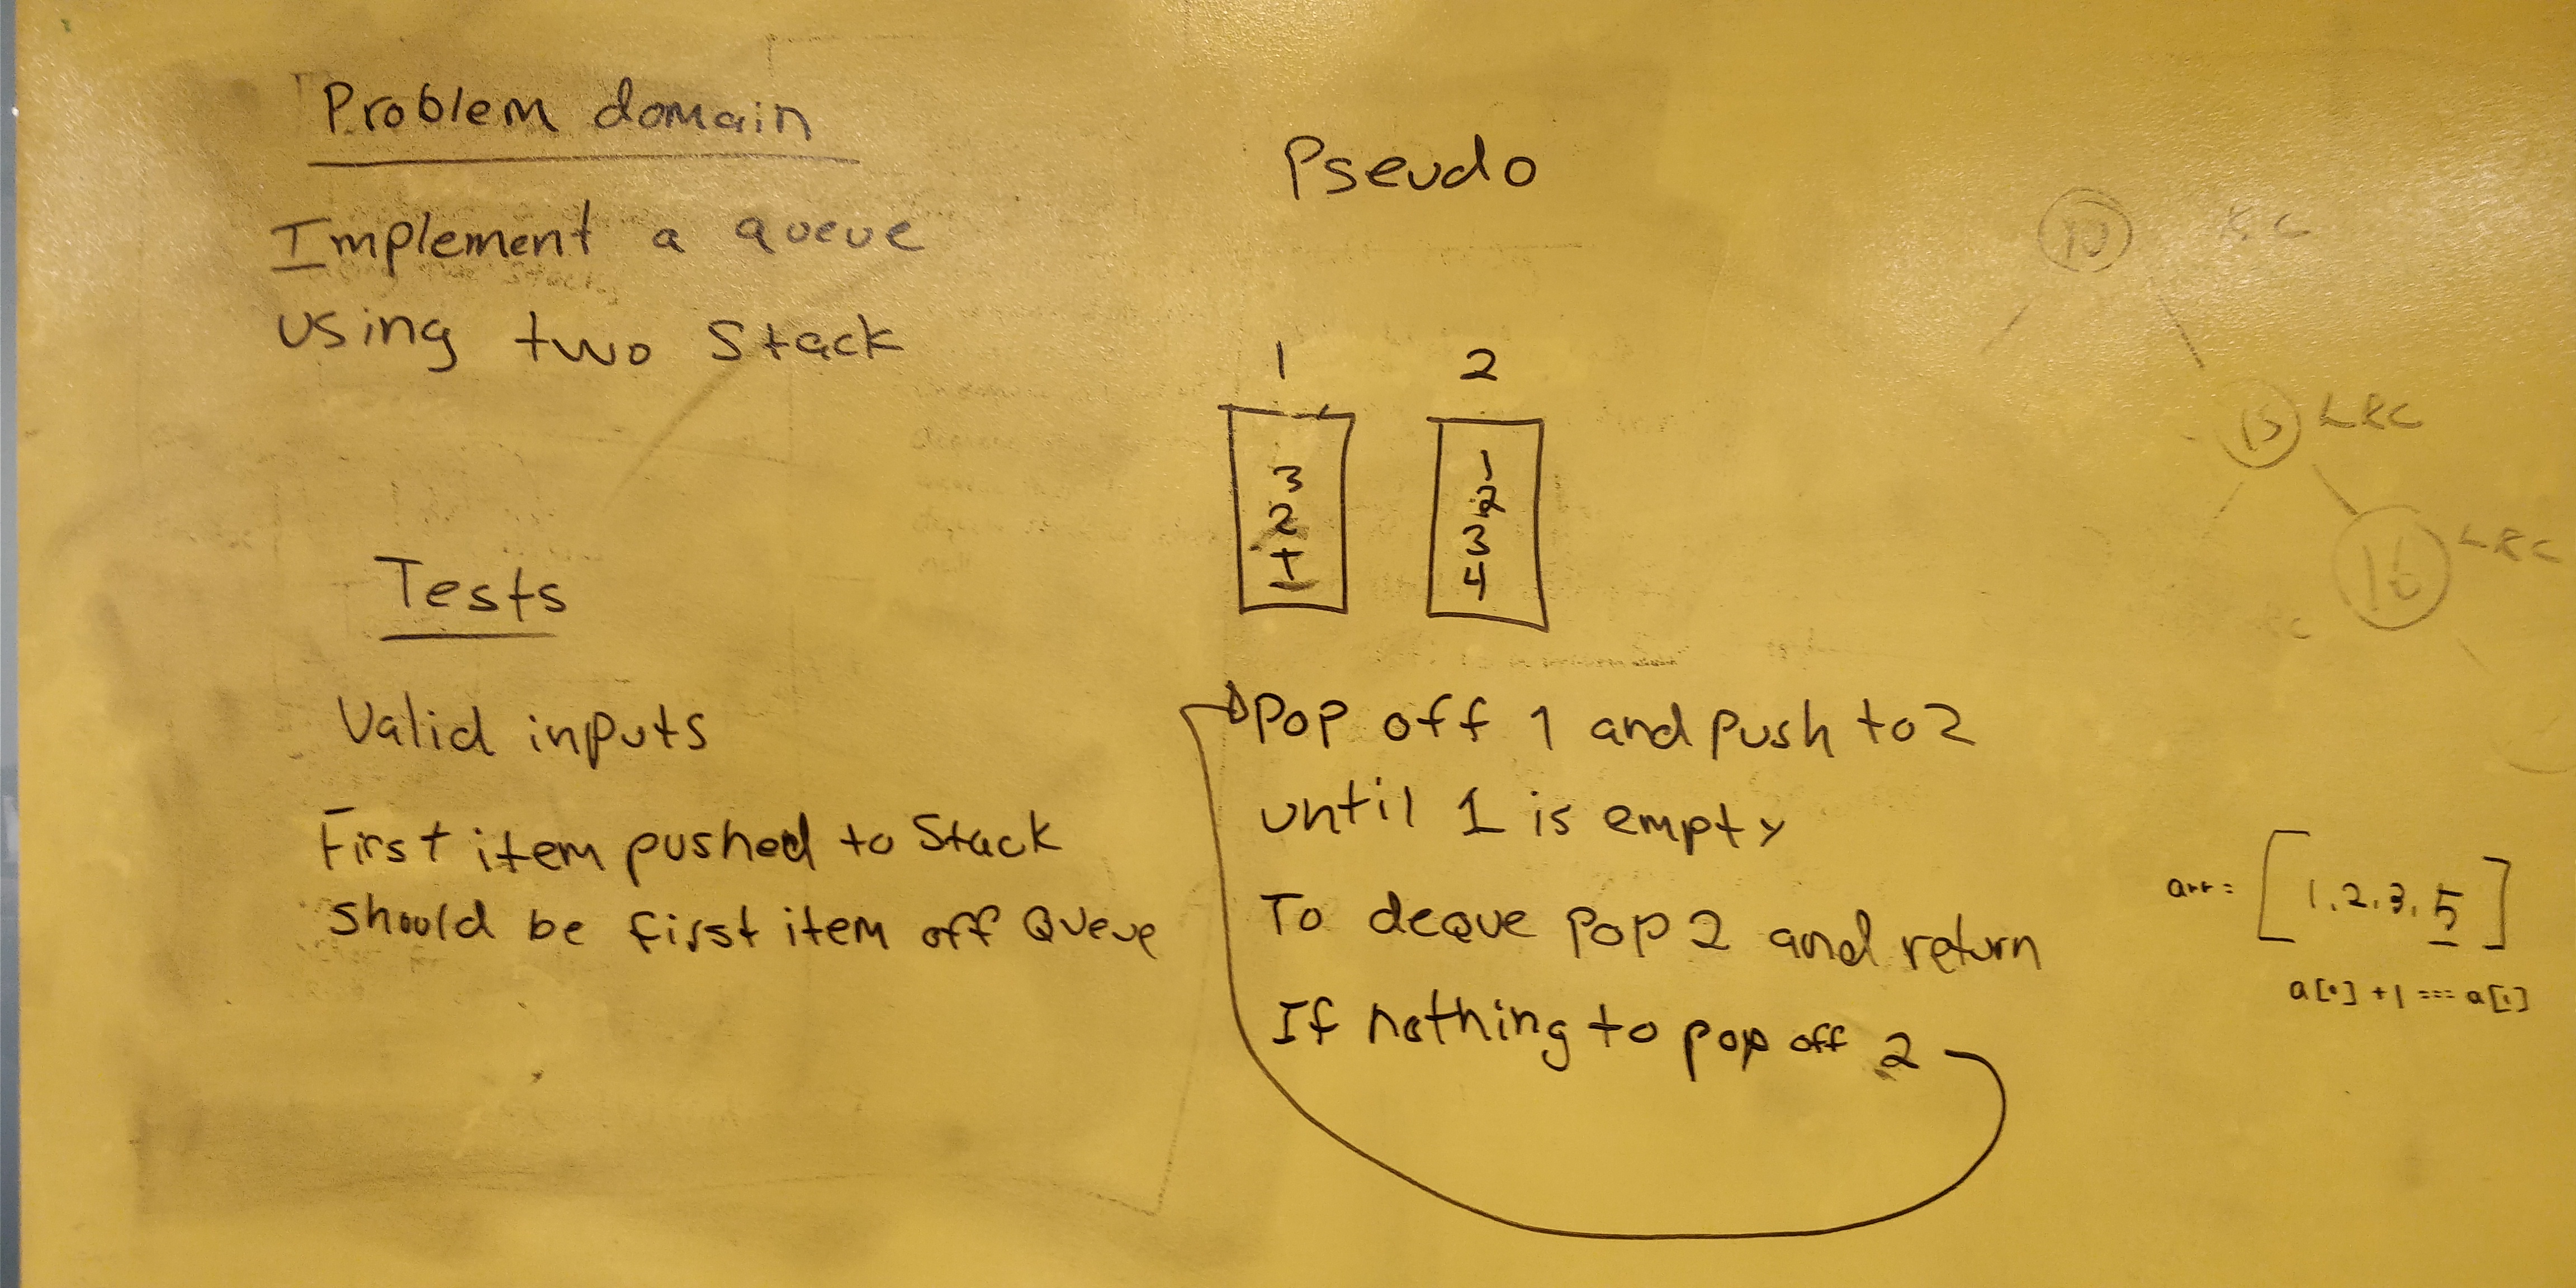 Problem domain
Implement a queue
using two Stack
Tests
Valid inputs
First item pushed to Stack
should be first item off Queue
Pseudo
1 2
3
2
1
2
3
4
Pop off 1 and push to 2
until 1 is empty
To deque pop 2 and return
If nothing to pop off 2
10 RC
15 LRC
16 LRC
arr = [1, 2, 3, 5]
a[0] + 1 === a[1]